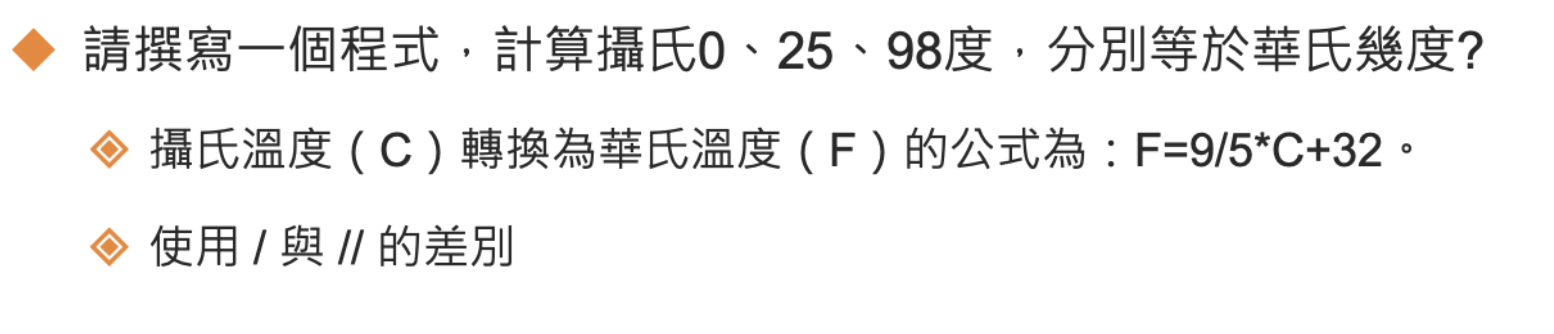 請撰寫一個程式，計算攝氏0、25、98度，分別等於華氏幾度?
攝氏溫度（C）轉換為華氏溫度（F）的公式為：F=9/5*C+32。
使用 / 與 // 的差別